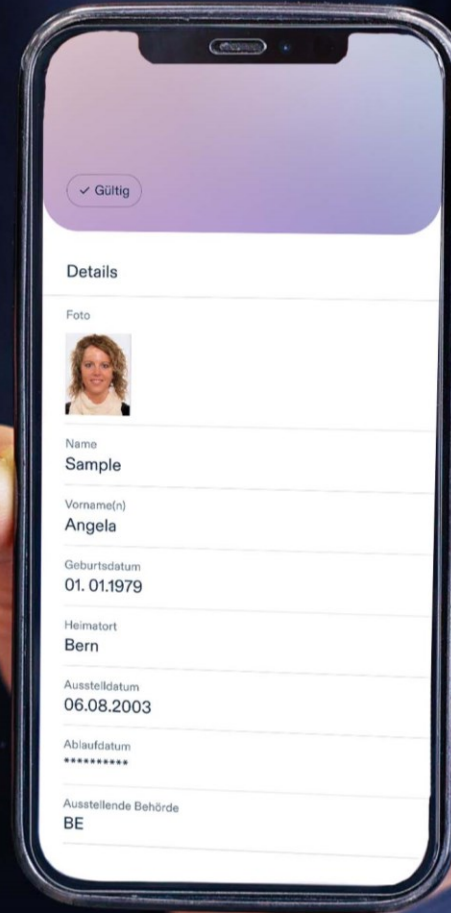 Gültig
Details
Foto
Name
Sample
Vorname(n)
Angela
Geburtsdatum
01. 01.1979
Heimatort
Bern
Ausstelldatum
06.08.2003
Ablaufdatum
**********
Ausstellende Behörde
BE